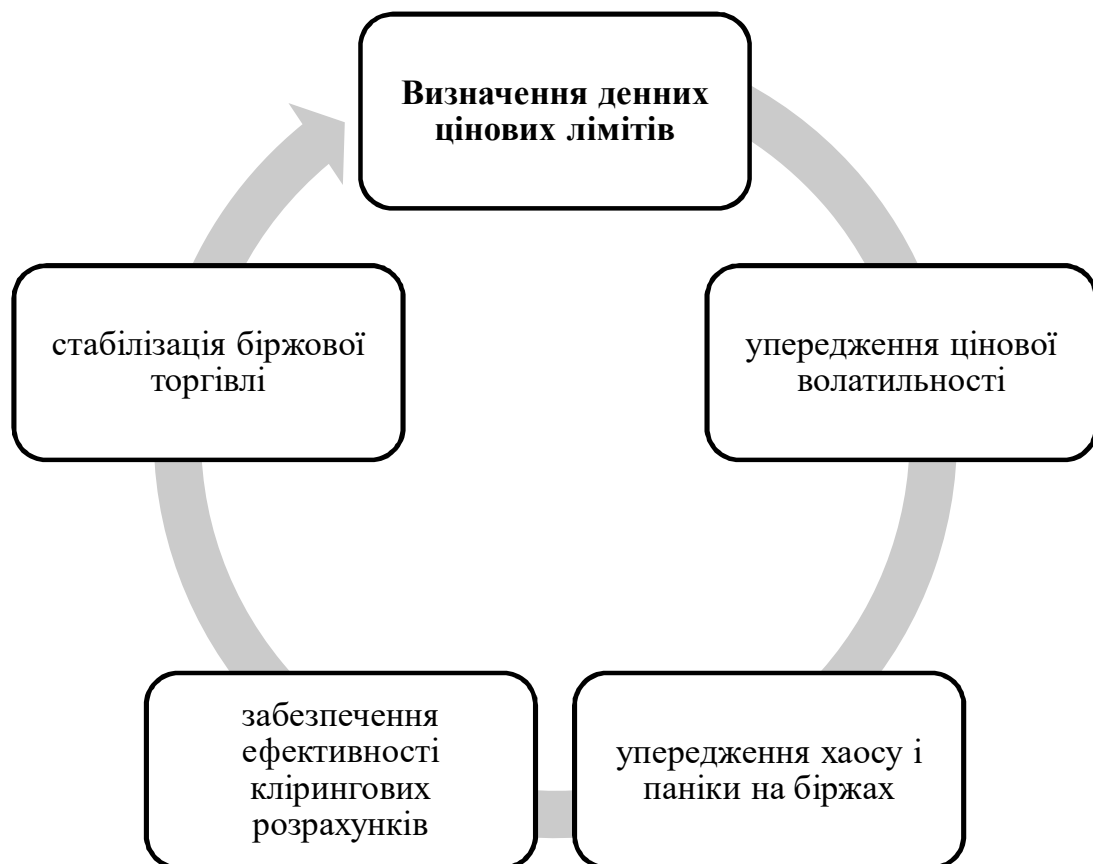 Визначення денних
цінових лімітів
упередження цінової
волатильності
упередження хаосу і
паніки на біржах
забезпечення
ефективності
клірингових
розрахунків
стабілізація біржової
торгівлі